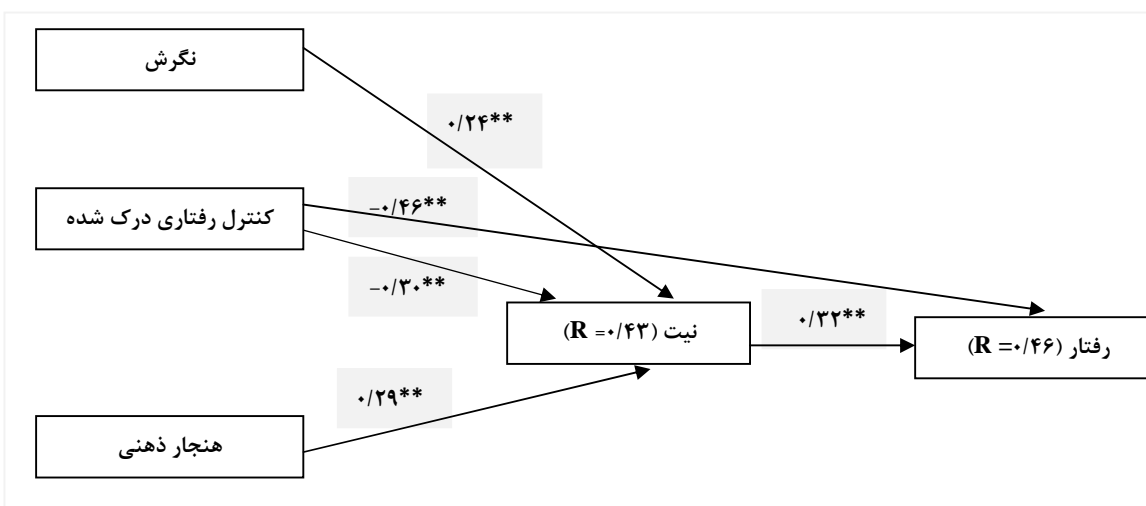 نگرش
۰/۲۴**
کنترل رفتاری درک شده
-۰/۴۶**
-۰/۳۰**
نیت (R =۰/۴۳)
۰/۳۲**
رفتار (R =۰/۴۶)
۰/۲۹**
هنجار ذهنی